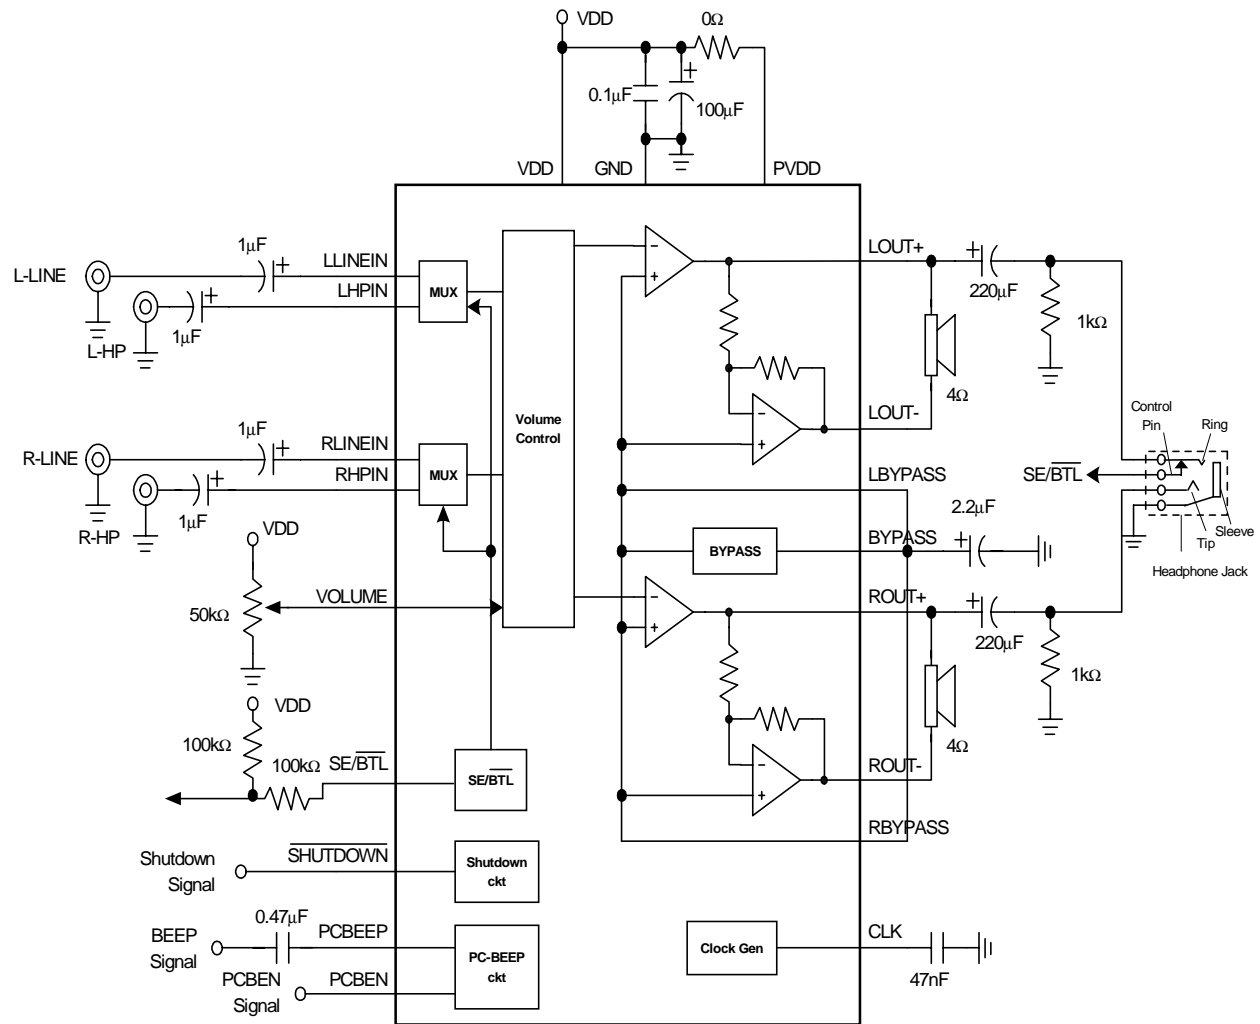 VDD
0Ω
0.1μF
100μF
VDD
GND
PVDD
1μF
LLINEIN
L-LINE
LHPIN
MUX
1μF
L-HP
LOUT+
220μF
1kΩ
4Ω
LOUT-
Volume
Control
1μF
RLINEIN
R-LINE
RHPIN
MUX
1μF
R-HP
Control
Pin
Ring
SE/BTL
Sleeve
Tip
Headphone Jack
LBYPASS
2.2μF
BYPASS
BYPASS
VDD
50kΩ
VOLUME
ROUT+
220μF
1kΩ
4Ω
ROUT-
VDD
100kΩ
100kΩ
SE/BTL
SE/BTL
RBYPASS
Shutdown
Signal
SHUTDOWN
Shutdown
ckt
0.47μF
BEEP
Signal
PCBEEP
PC-BEEP
ckt
PCBEN
Signal
PCBEN
Clock Gen
CLK
47nF